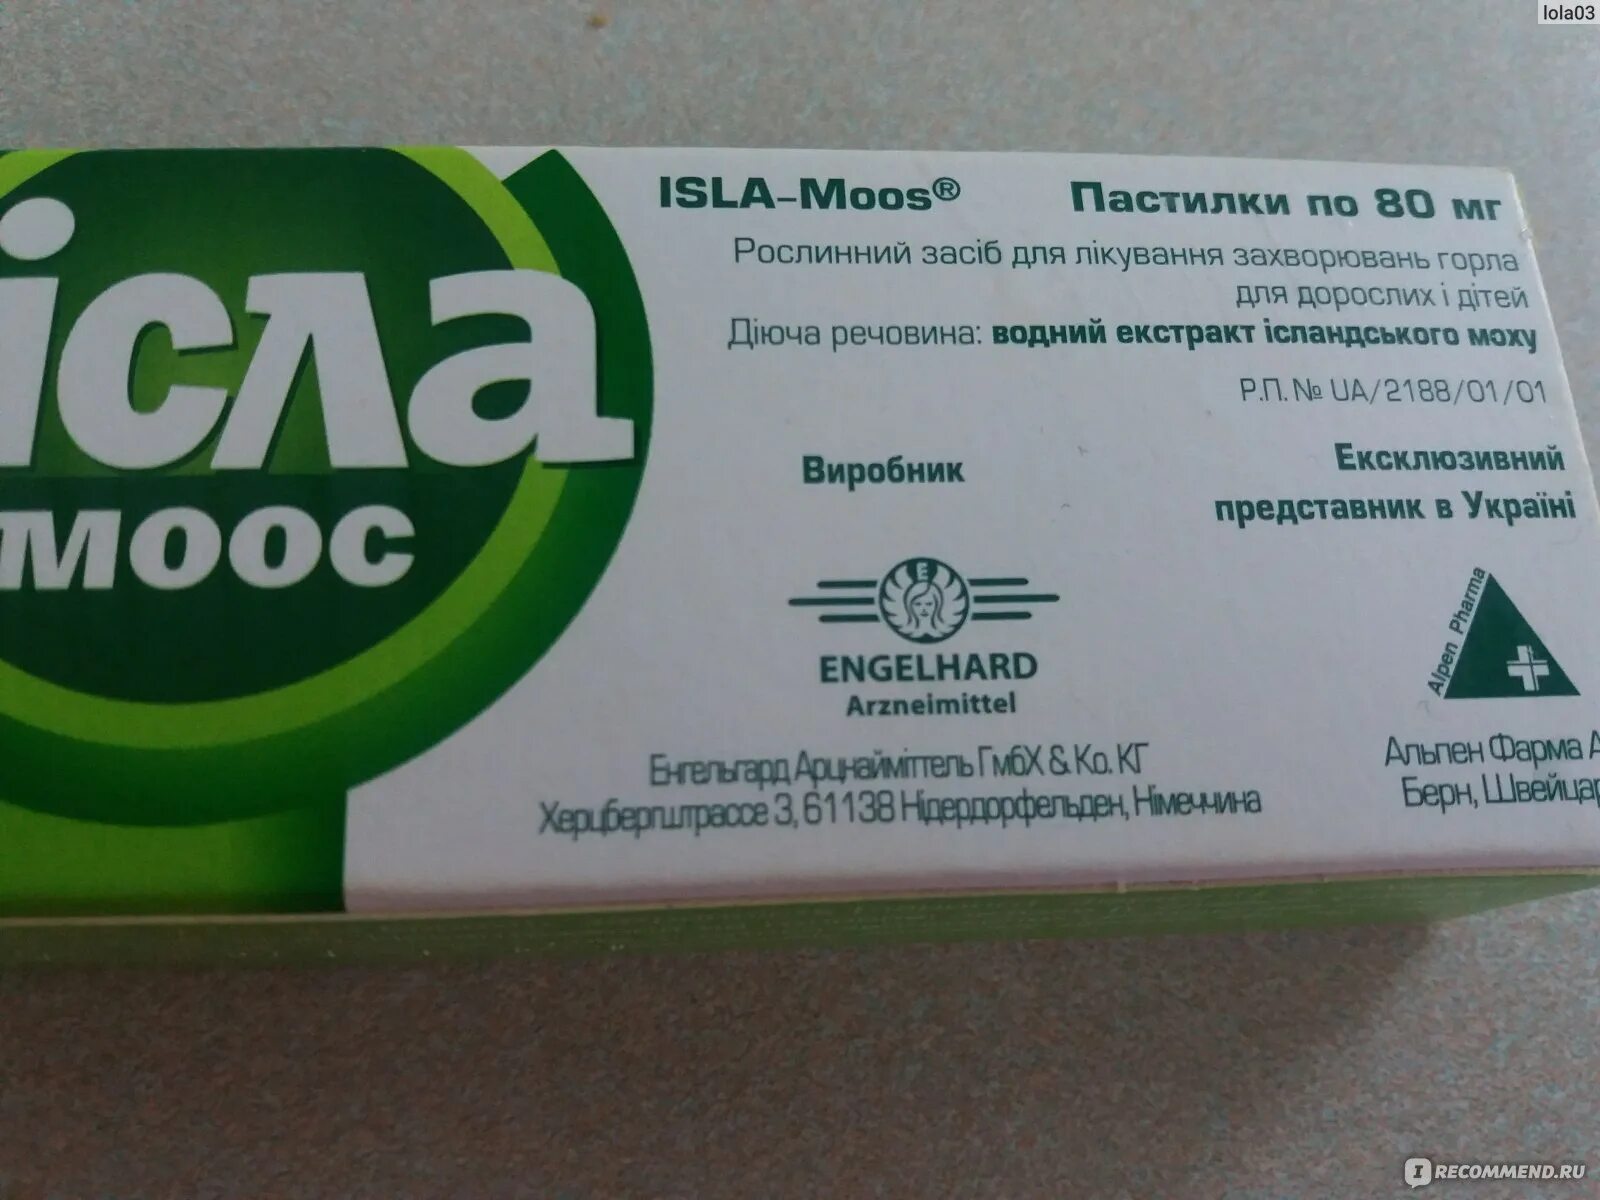 lola03
ісла
моос
ISLA-Moos® Пастилки по 80 мг
Рослинний засіб для лікування захворювань горла
для дорослих і дітей
Діюча речовина: водний екстракт ісландського моху
Р.П. № UA/2188/01/01
Виробник
Ексклюзивний
представник в Україні
E
ENGELHARD
Arzneimittel
Енгельгард Арцнайміттель ГмбХ & Ко. КГ
Херцбергштрассе 3, 61138 Нідердорфельден, Німеччина
Alpen Pharma
Альпен Фарма А
Берн, Швейцар
IRECOMMEND.RU